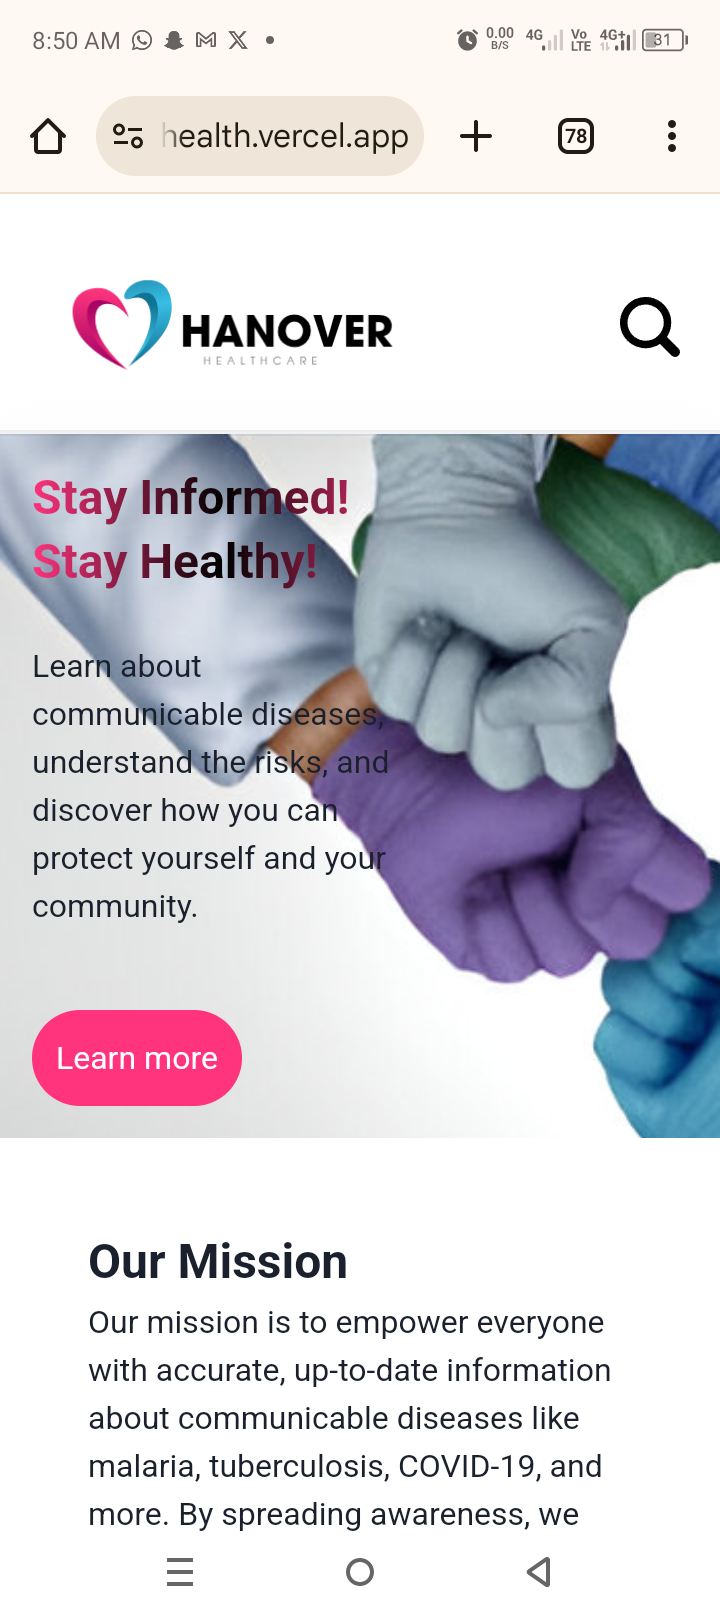 8:50 AM
0.00 B/S 4G Vo LTE 4G+ 31
health.vercel.app
78
HANOVER
HEALTHCARE
Stay Informed!
Stay Healthy!
Learn about
communicable diseases,
understand the risks, and
discover how you can
protect yourself and your
community.
Learn more
Our Mission
Our mission is to empower everyone
with accurate, up-to-date information
about communicable diseases like
malaria, tuberculosis, COVID-19, and
more. By spreading awareness, we